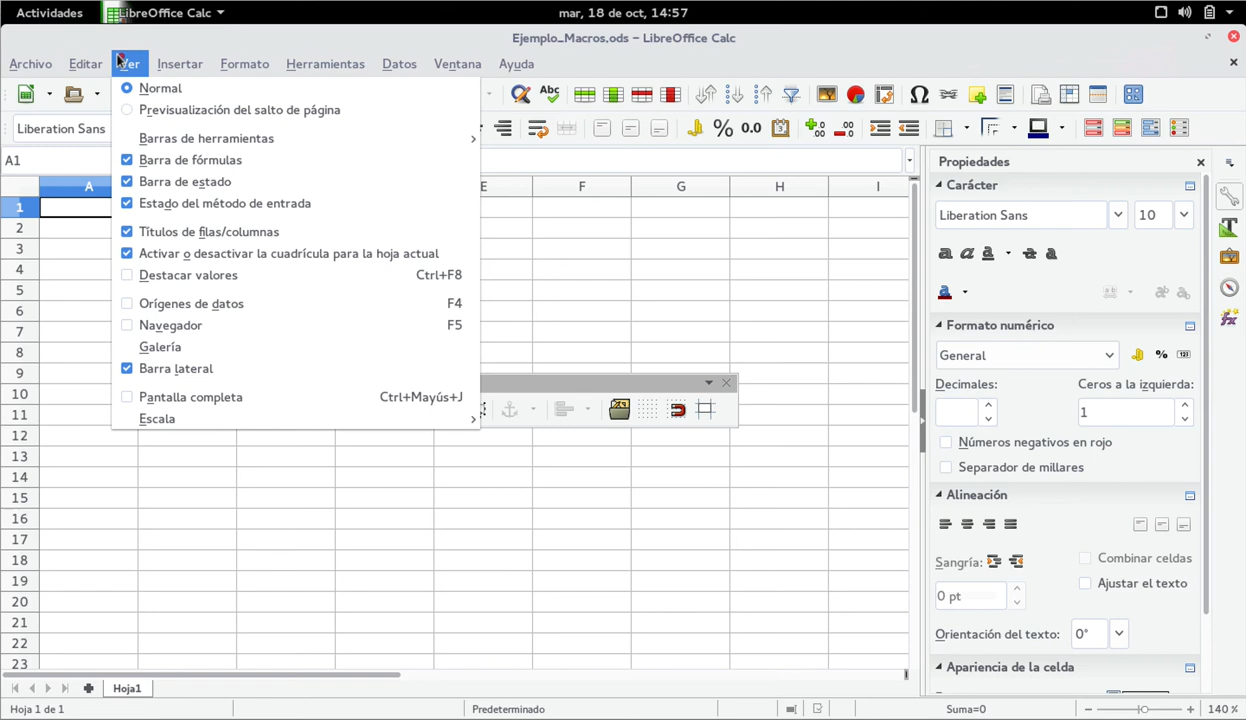 Actividades LibreOffice Calc mar, 18 de oct, 14:57
Ejemplo_Macros.ods – LibreOffice Calc
Archivo Editar Ver Insertar Formato Herramientas Datos Ventana Ayuda
Normal
Previsualización del salto de página
Barras de herramientas
Barra de fórmulas
Barra de estado
Estado del método de entrada
Títulos de filas/columnas
Activar o desactivar la cuadrícula para la hoja actual
Destacar valores Ctrl+F8
Orígenes de datos F4
Navegador F5
Galería
Barra lateral
Pantalla completa Ctrl+Mayús+J
Escala
Liberation Sans
0.0
A1
A E F G H I
1
2
3
4
5
6
7
8
9
10
11
12
13
14
15
16
17
18
19
20
21
22
23
Propiedades
Carácter
Liberation Sans 10
Formato numérico
General
Decimales: Ceros a la izquierda:
1
Números negativos en rojo
Separador de millares
Alineación
Sangría: Combinar celdas
0 pt Ajustar el texto
Orientación del texto: 0°
Apariencia de la celda
Hoja1
Hoja 1 de 1 Predeterminado Suma=0 140 %